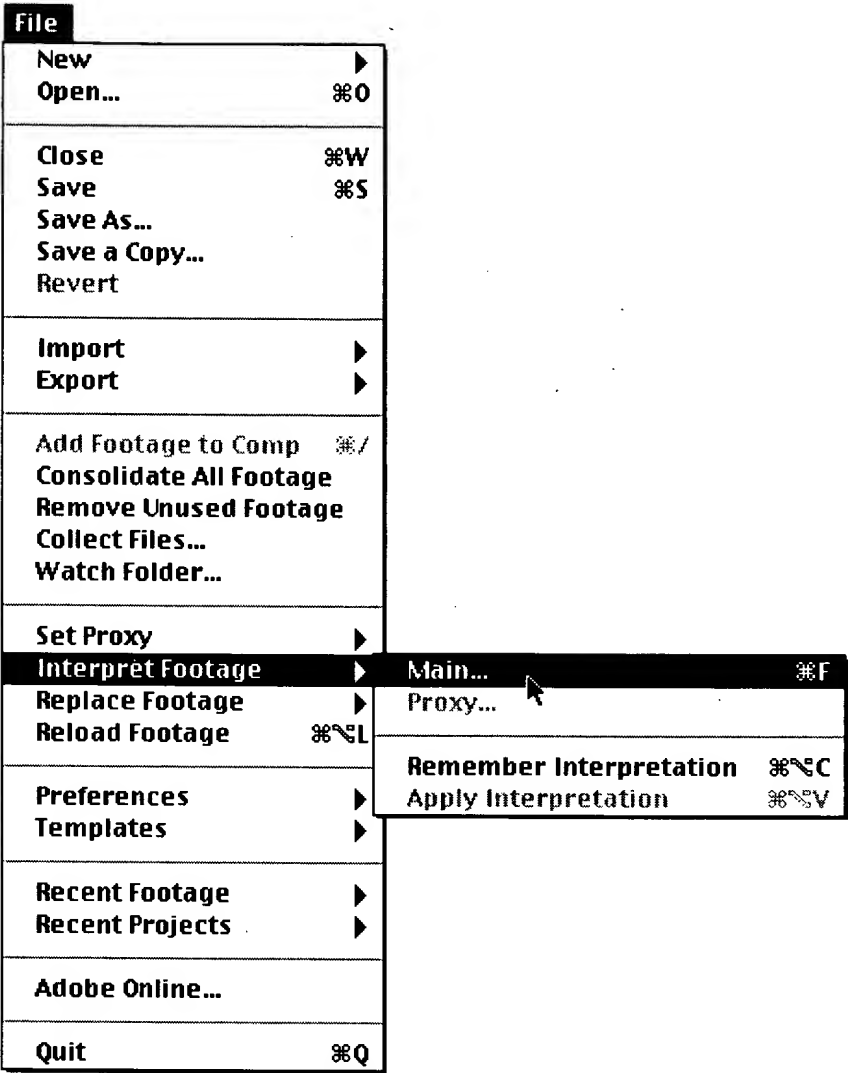 File
New
Open... ⌘O
Close ⌘W
Save ⌘S
Save As...
Save a Copy...
Revert
Import
Export
Add Footage to Comp ⌘/
Consolidate All Footage
Remove Unused Footage
Collect Files...
Watch Folder...
Set Proxy
Interpret Footage
Main... ⌘F
Replace Footage
Proxy...
Reload Footage ⌘⌥L
Remember Interpretation ⌘⌥C
Preferences
Apply Interpretation ⌘⌥V
Templates
Recent Footage
Recent Projects
Adobe Online...
Quit ⌘Q